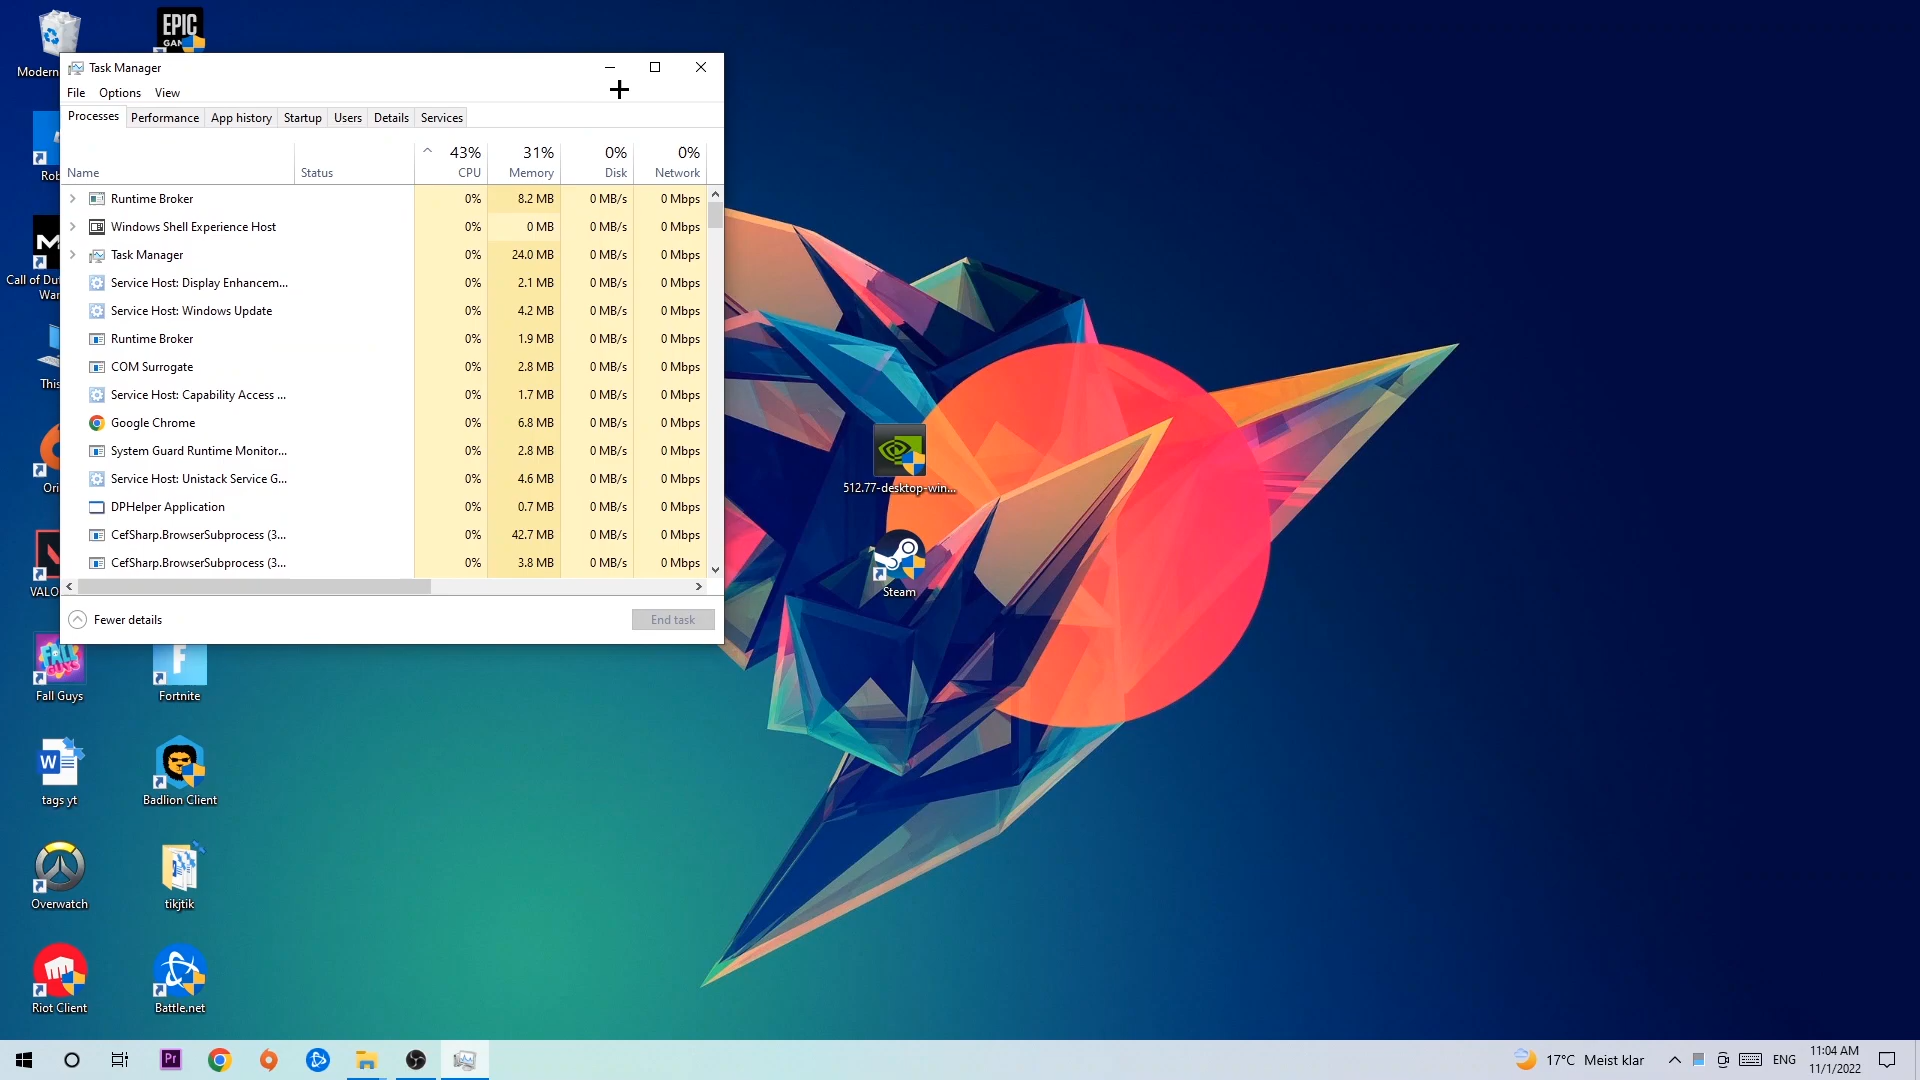 EPIC
GAM
Modern
Rob
M
Call of Du
War
This
Ori
VALO
Task Manager
File Options View
Processes Performance App history Startup Users Details Services
43% 31% 0% 0%
Name Status CPU Memory Disk Network
Runtime Broker 0% 8.2 MB 0 MB/s 0 Mbps
Windows Shell Experience Host 0% 0 MB 0 MB/s 0 Mbps
Task Manager 0% 24.0 MB 0 MB/s 0 Mbps
Service Host: Display Enhancem... 0% 2.1 MB 0 MB/s 0 Mbps
Service Host: Windows Update 0% 4.2 MB 0 MB/s 0 Mbps
Runtime Broker 0% 1.9 MB 0 MB/s 0 Mbps
COM Surrogate 0% 2.8 MB 0 MB/s 0 Mbps
Service Host: Capability Access ... 0% 1.7 MB 0 MB/s 0 Mbps
Google Chrome 0% 6.8 MB 0 MB/s 0 Mbps
System Guard Runtime Monitor... 0% 2.8 MB 0 MB/s 0 Mbps
Service Host: Unistack Service G... 0% 4.6 MB 0 MB/s 0 Mbps
DPHelper Application 0% 0.7 MB 0 MB/s 0 Mbps
CefSharp.BrowserSubprocess (3... 0% 42.7 MB 0 MB/s 0 Mbps
CefSharp.BrowserSubprocess (3... 0% 3.8 MB 0 MB/s 0 Mbps
Fewer details End task
512.77-desktop-win...
Steam
FALL GUYS
Fall Guys
F
Fortnite
W
tags yt
Badlion Client
Overwatch
tikjtik
Riot Client
Battle.net
Pr
17°C Meist klar ENG
11:04 AM
11/1/2022